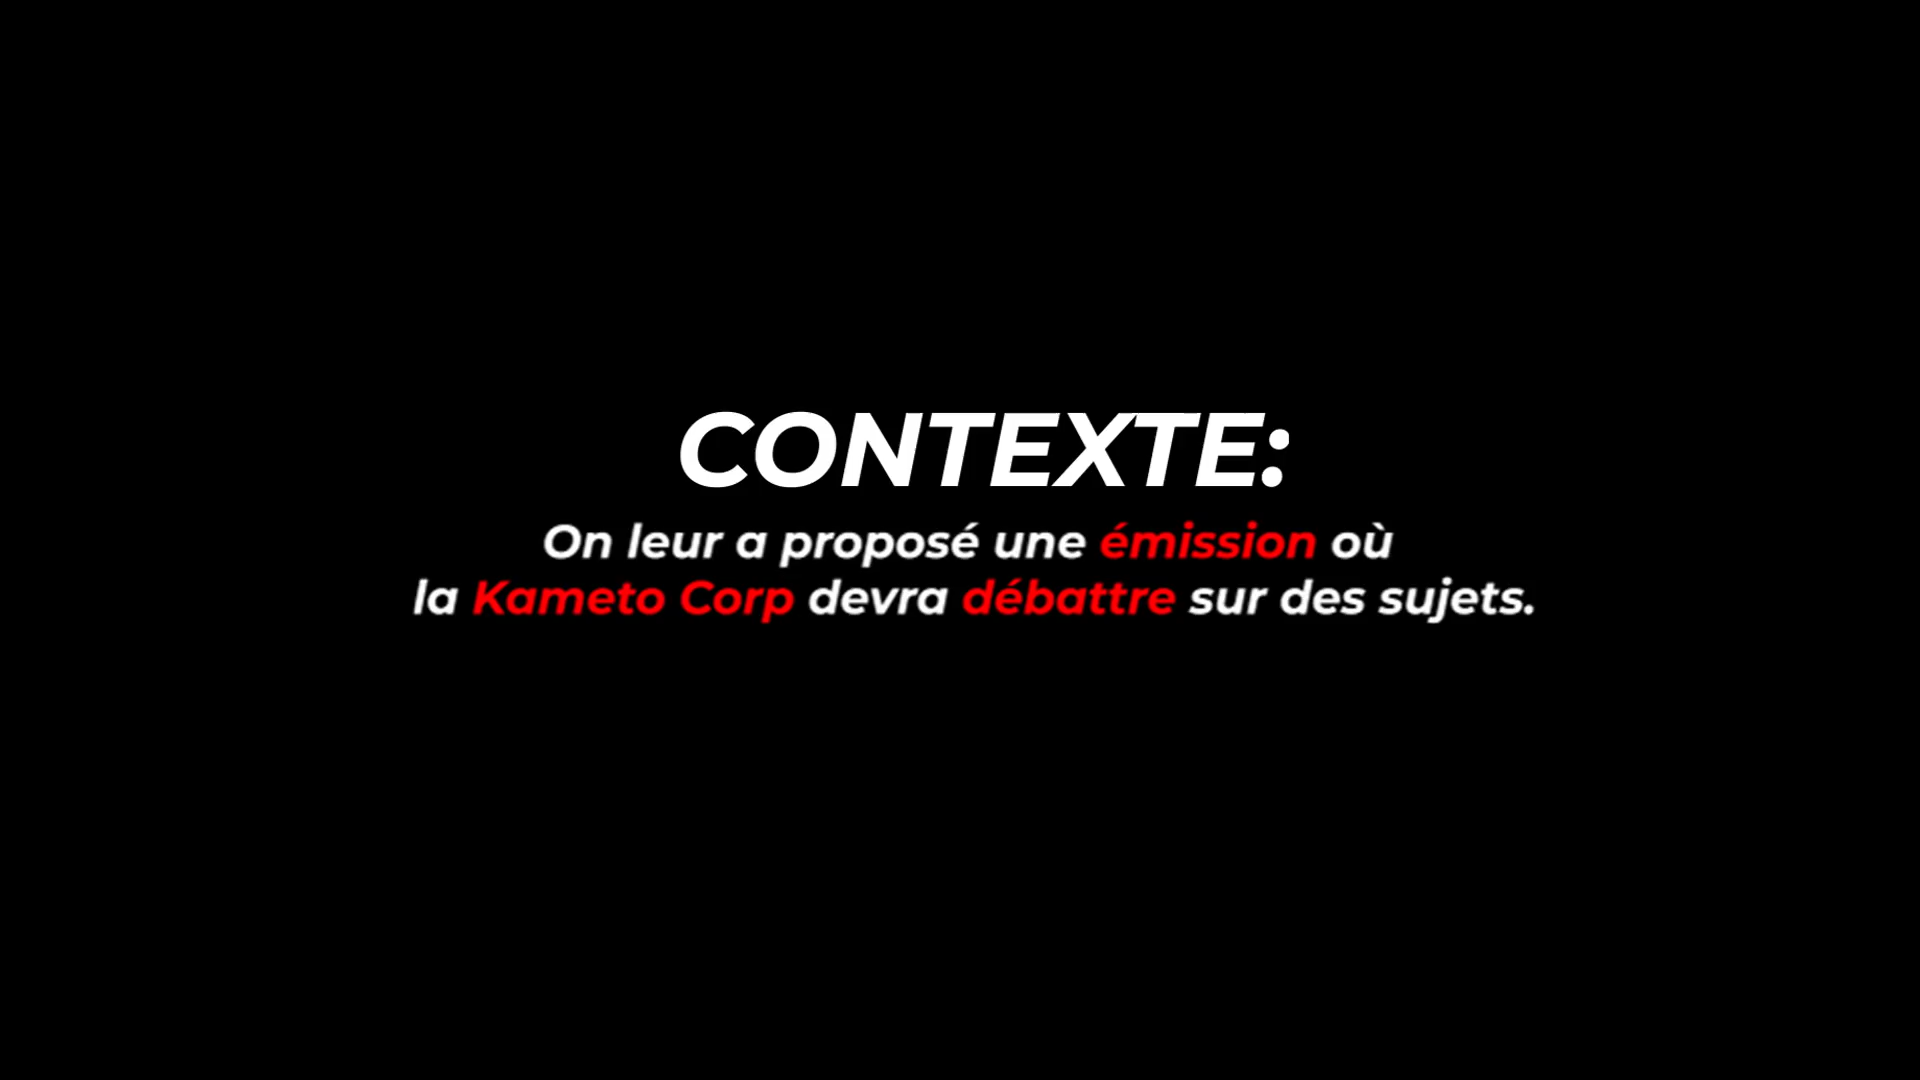 CONTEXTE:
On leur a proposé une émission où
la Kameto Corp devra débattre sur des sujets.